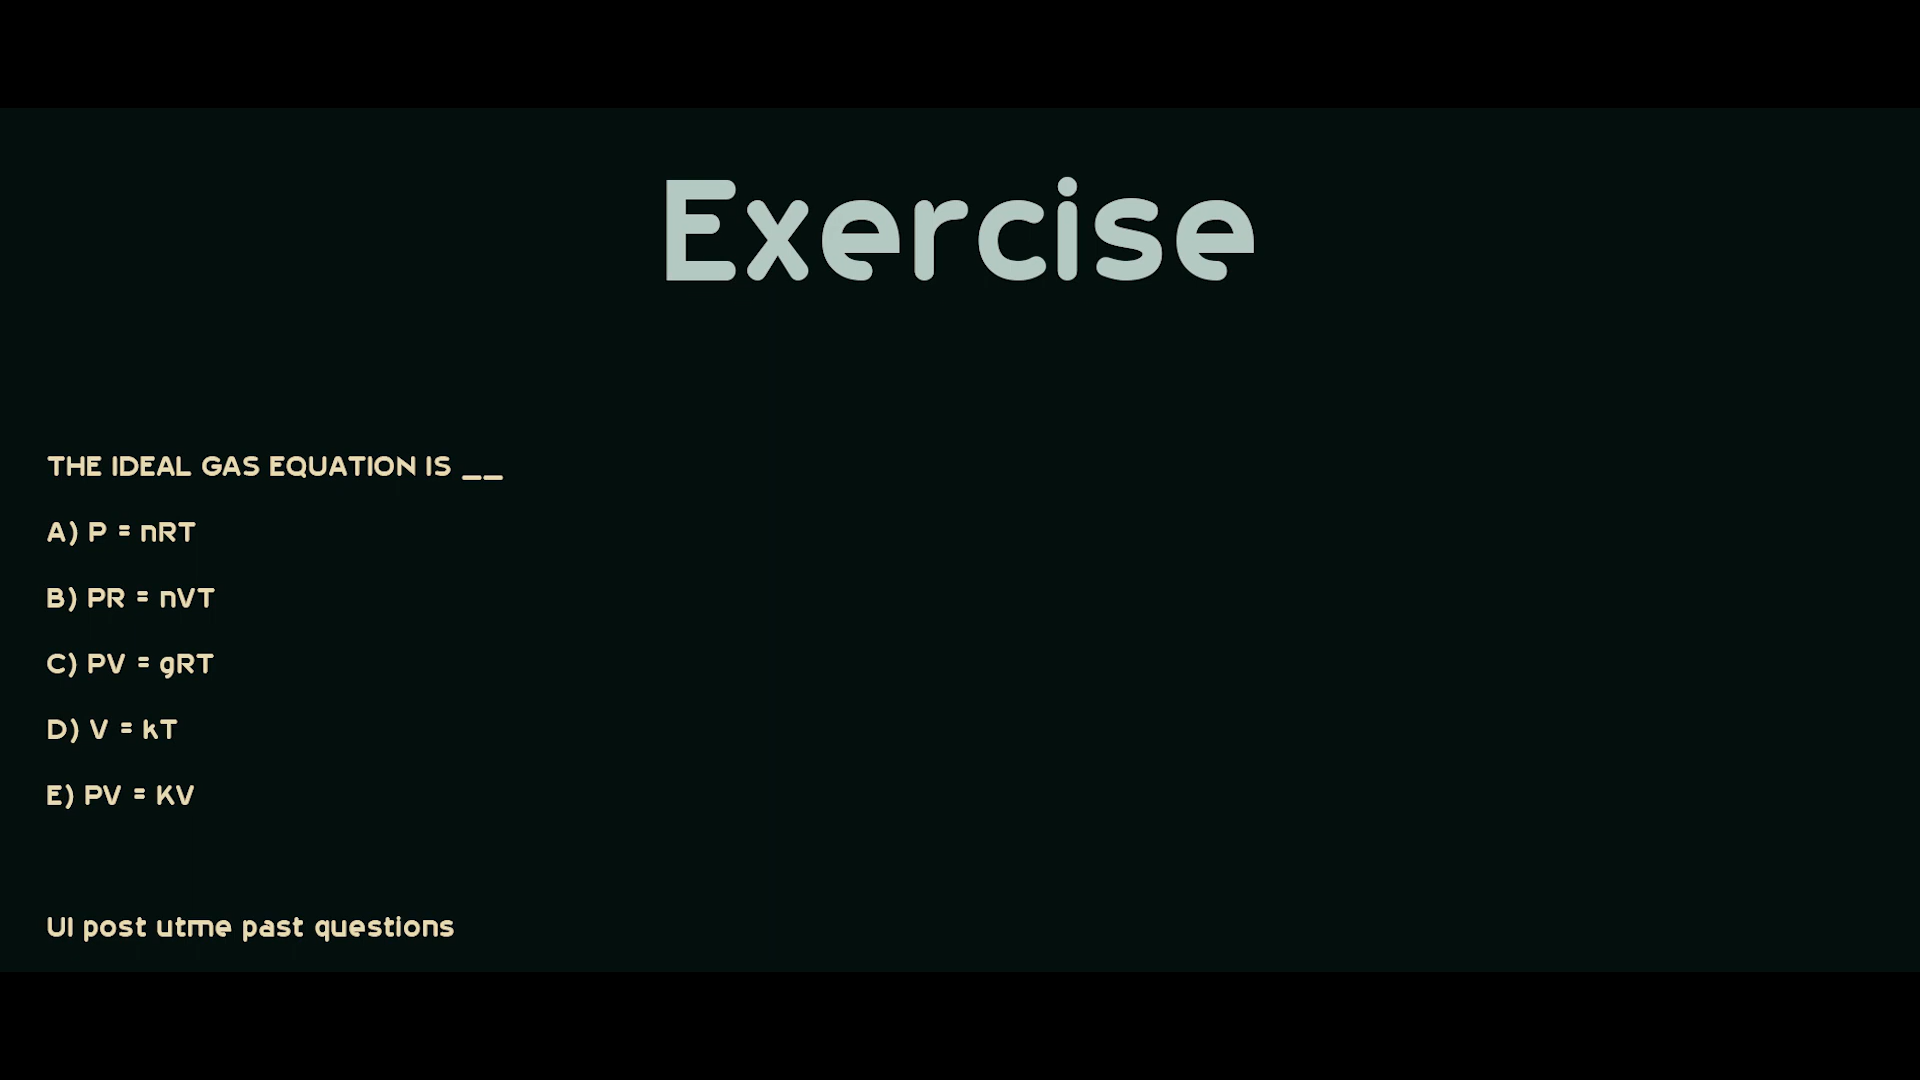 Exercise
THE IDEAL GAS EQUATION IS __
A) P = nRT
B) PR = nVT
C) PV = gRT
D) V = kT
E) PV = KV
UI post utme past questions